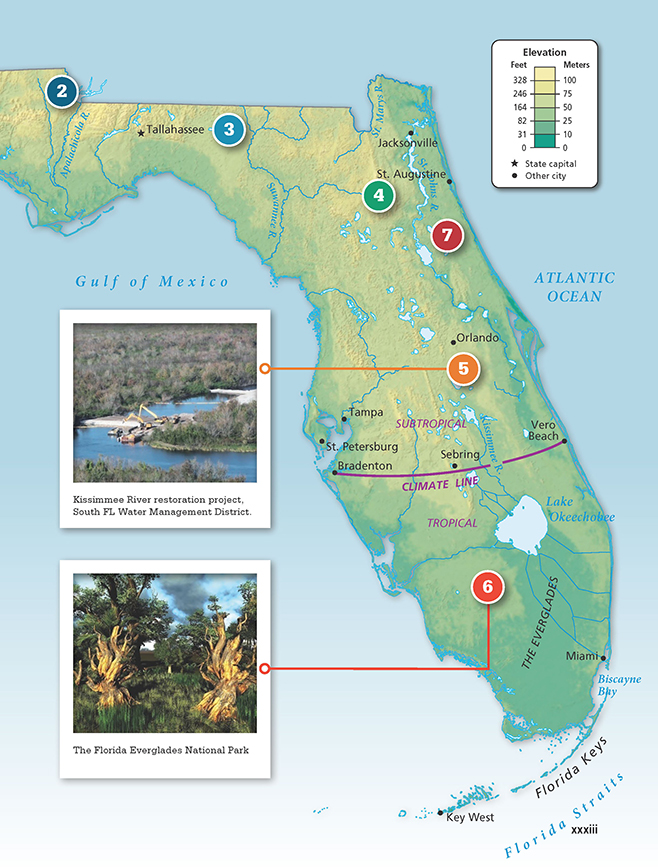 Elevation
Feet Meters
328 100
246 75
164 50
82 25
31 10
0 0
State capital
Other city
2
Apalachicola R.
Tallahassee
3
Suwannee R.
St. Marys R.
Jacksonville
St. Augustine
St. Johns R.
4
7
Gulf of Mexico
ATLANTIC
OCEAN
Orlando
5
Tampa
SUBTROPICAL
Kissimmee R.
Vero
Beach
St. Petersburg
Sebring
Bradenton
CLIMATE LINE
TROPICAL
Lake
Okeechobee
Kissimmee River restoration project,
South FL Water Management District.
6
THE EVERGLADES
Miami
Biscayne
Bay
The Florida Everglades National Park
Florida Keys
Key West
Florida Straits
xxxiii